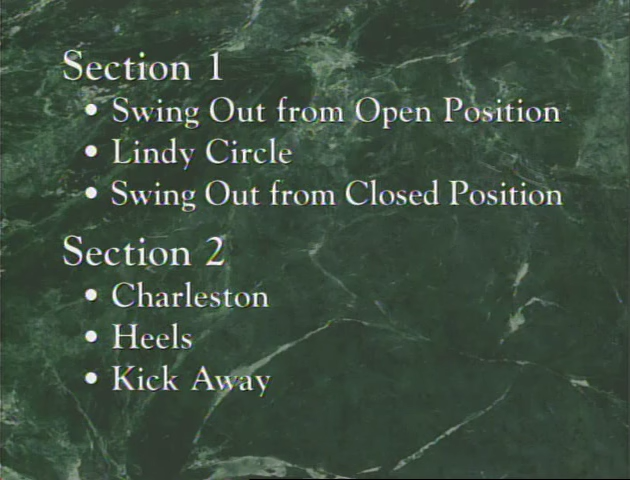 Section 1
• Swing Out from Open Position
• Lindy Circle
• Swing Out from Closed Position
Section 2
• Charleston
• Heels
• Kick Away